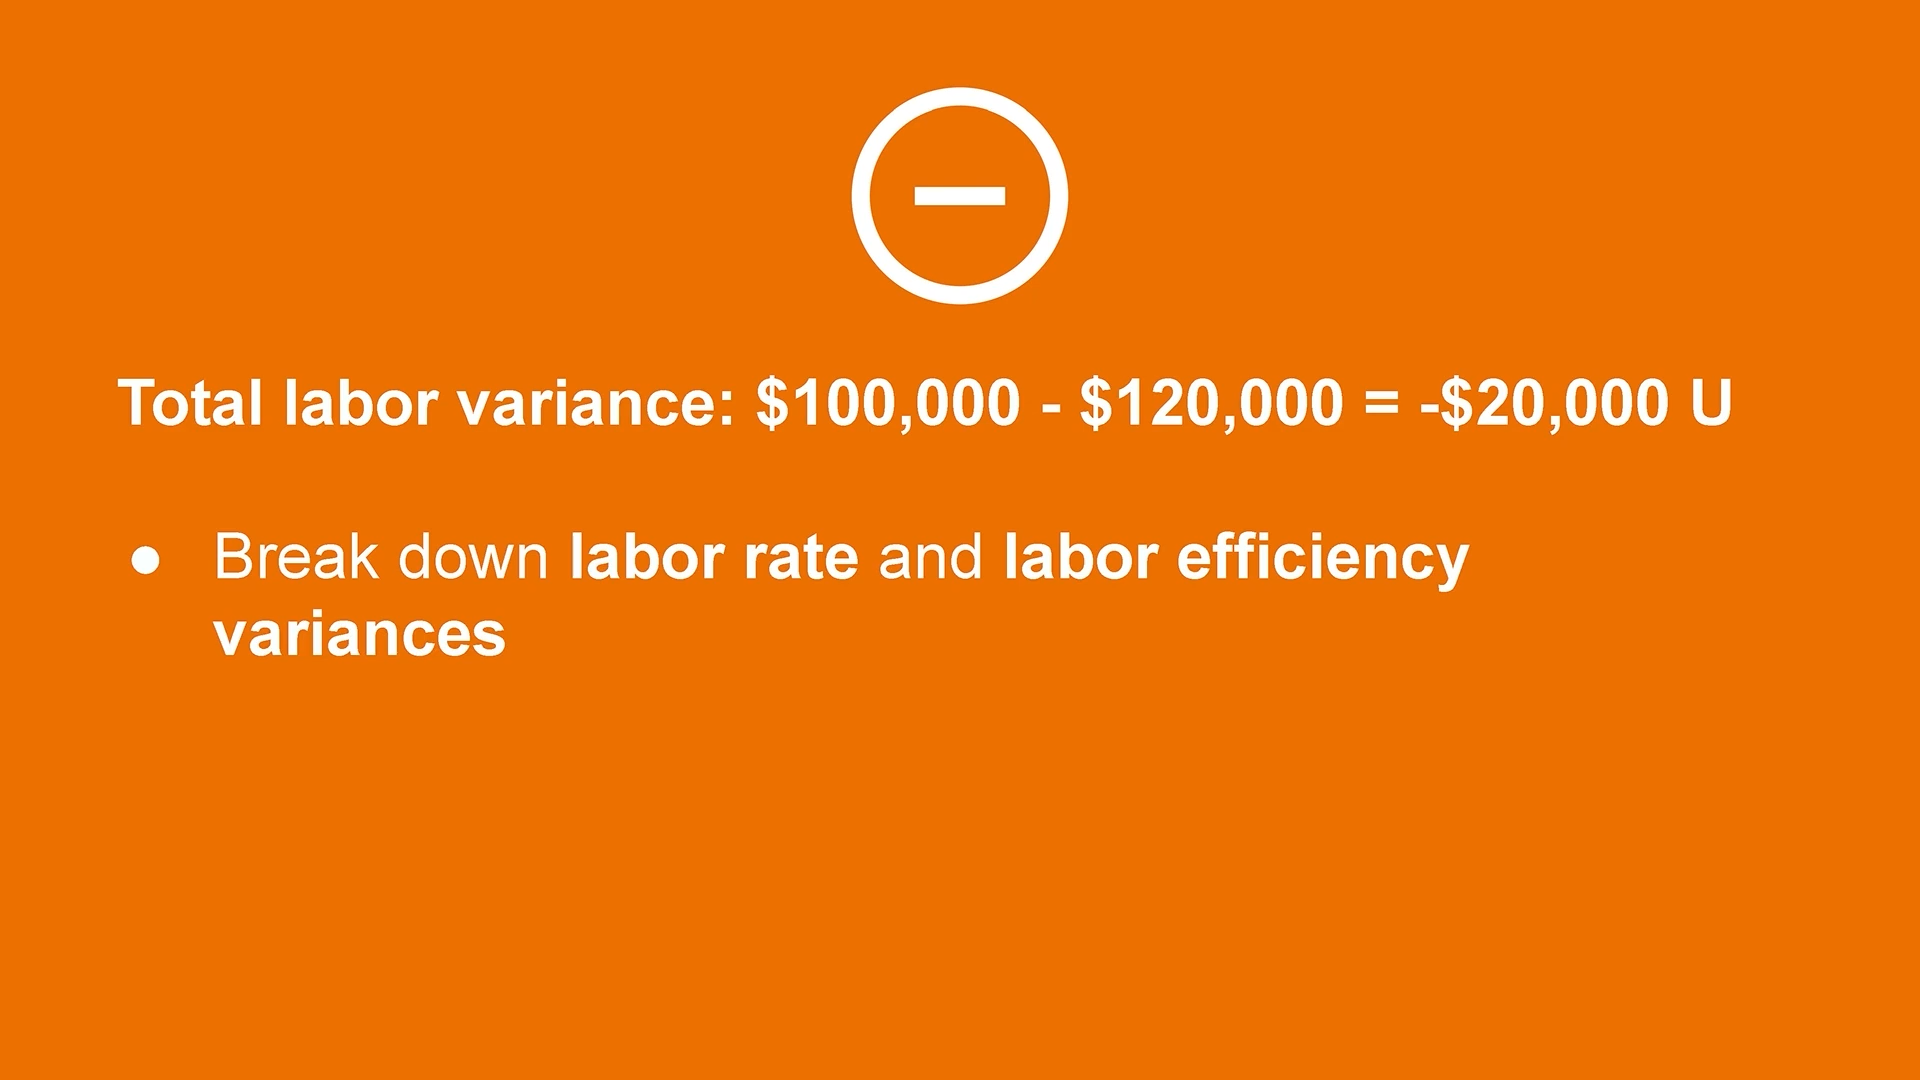 Total labor variance: $100,000 - $120,000 = -$20,000 U
● Break down labor rate and labor efficiency
variances